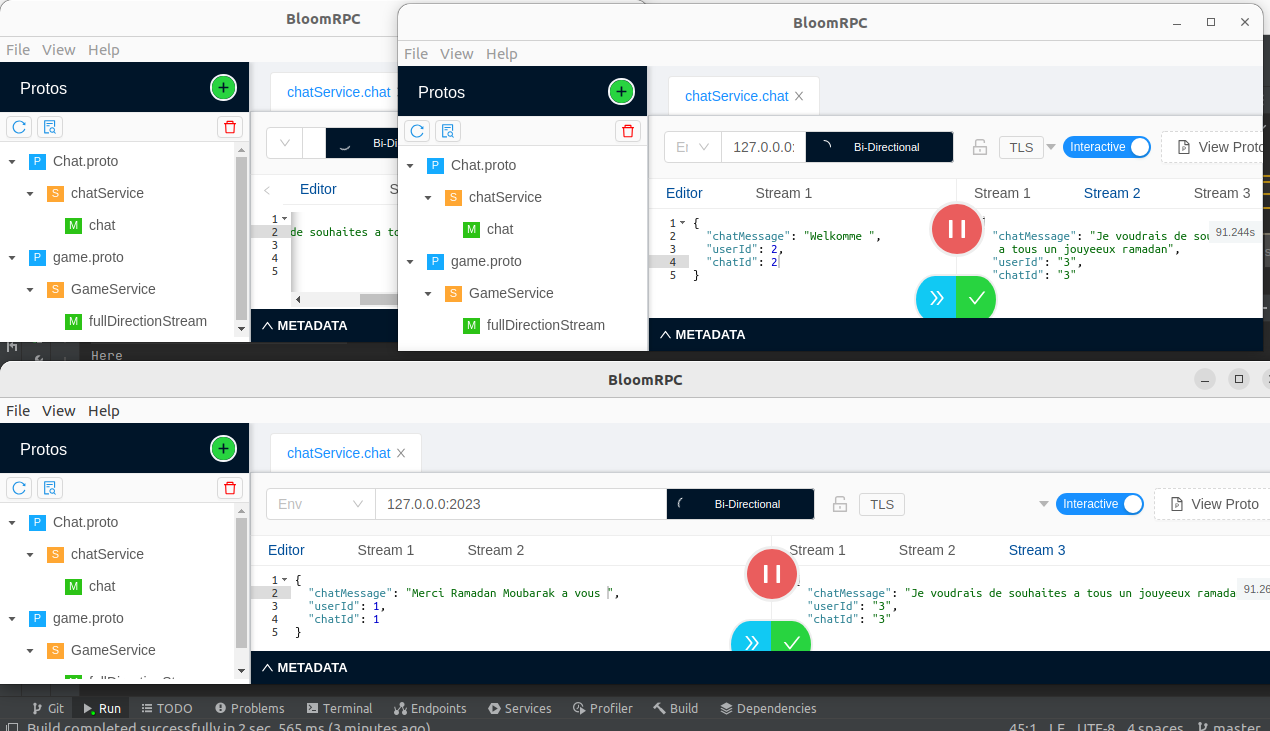 BloomRPC
File View Help
Protos
Chat.proto
chatService
chat
game.proto
GameService
fullDirectionStream
chatService.chat
Editor
1
2 de souhaites a to
3
4
5
METADATA
BloomRPC
File View Help
Protos
P Chat.proto
S chatService
M chat
P game.proto
S GameService
M fullDirectionStream
chatService.chat
127.0.0.0: Bi-Directional TLS Interactive View Proto
Editor Stream 1 Stream 1 Stream 2 Stream 3
1 {
2 "chatMessage": "Welkomme ",
3 "userId": 2,
4 "chatId": 2
5 }
"chatMessage": "Je voudrais de sou
a tous un jouyeeux ramadan",
"userId": "3",
"chatId": "3"
91.244s
METADATA
Here
BloomRPC
File View Help
Protos
P Chat.proto
S chatService
M chat
P game.proto
S GameService
chatService.chat
Env 127.0.0.0:2023 Bi-Directional TLS Interactive View Proto
Editor Stream 1 Stream 2 Stream 1 Stream 2 Stream 3
1 {
2 "chatMessage": "Merci Ramadan Moubarak a vous ",
3 "userId": 1,
4 "chatId": 1
5 }
"chatMessage": "Je voudrais de souhaites a tous un jouyeeux ramada
"userId": "3",
"chatId": "3"
91.26
METADATA
Git Run TODO Problems Terminal Endpoints Services Profiler Build Dependencies
Build completed successfully in 2 sec, 565 ms (3 minutes ago) 45:1 LF UTF-8 4 spaces master